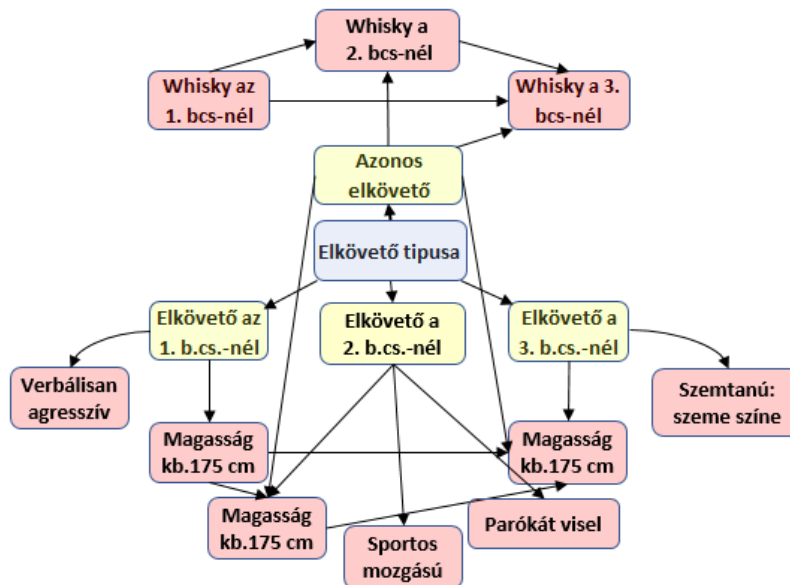 Whisky a
2. bcs-nél
Whisky az
1. bcs-nél
Whisky a 3.
bcs-nél
Azonos
elkövető
Elkövető tipusa
Elkövető az
1. b.cs.-nél
Elkövető a
2. b.cs.-nél
Elkövető a
3. b.cs.-nél
Verbálisan
agresszív
Szemtanú:
szeme színe
Magasság
kb.175 cm
Magasság
kb.175 cm
Magasság
kb.175 cm
Parókát visel
Sportos
mozgású